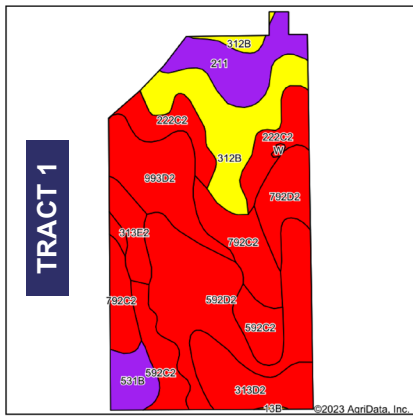 TRACT 1
312B
211
222C2
222C2
W
312B
993D2
792D2
313E2
792C2
792C2
592D2
592C2
592C2
531B
313D2
13B
©2023 AgriData, Inc.